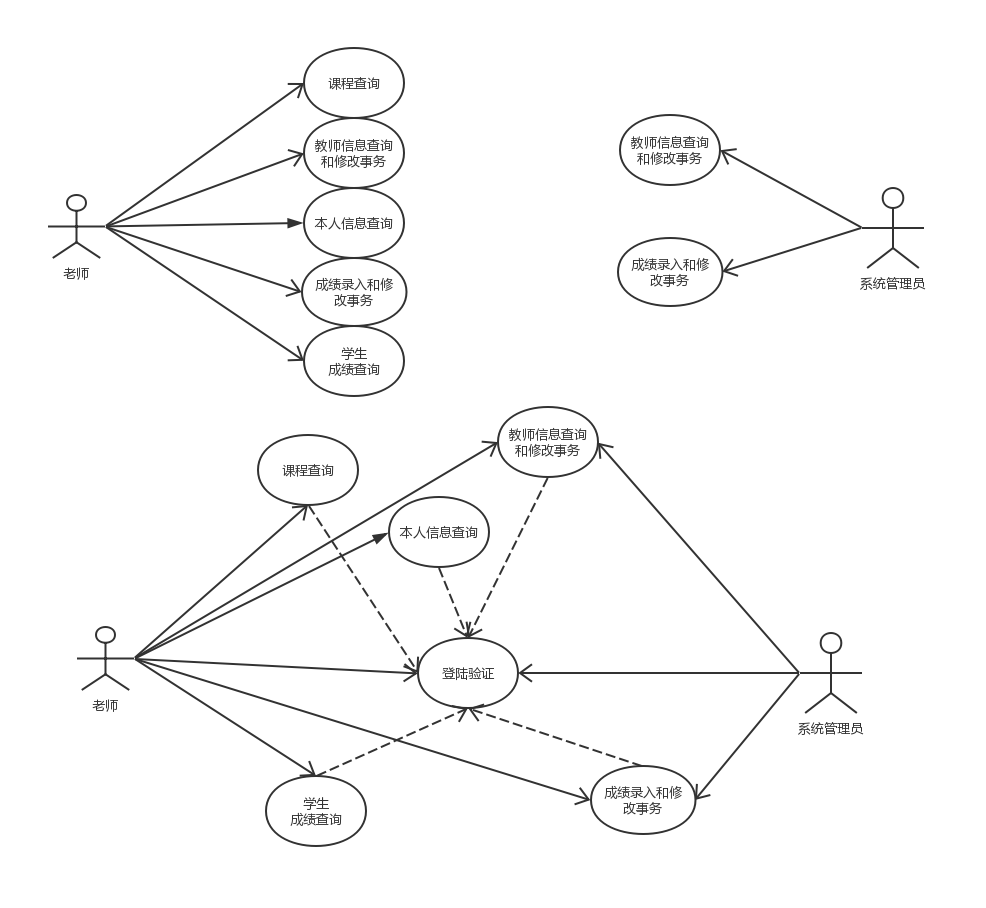 课程查询
教师信息查询
和修改事务
本人信息查询
成绩录入和修
改事务
学生
成绩查询
老师
教师信息查询
和修改事务
成绩录入和修
改事务
系统管理员
教师信息查询
和修改事务
课程查询
本人信息查询
登陆验证
老师
系统管理员
学生
成绩查询
成绩录入和修
改事务